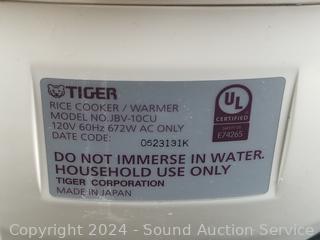 TIGER
RICE COOKER / WARMER
MODEL NO.JBV-10CU
120V 60Hz 672W AC ONLY
DATE CODE: 0623131K
UL
CERTIFIED
E74265
DO NOT IMMERSE IN WATER.
HOUSEHOLD USE ONLY
TIGER CORPORATION
MADE IN JAPAN
Copyright 2024 - Sound Auction Service